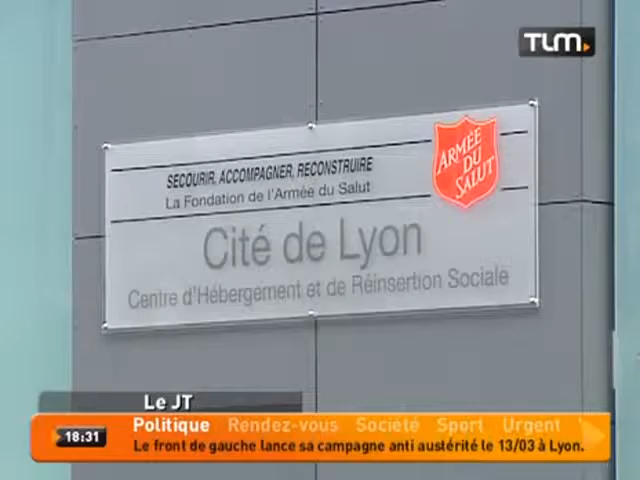 TLM
SECOURIR, ACCOMPAGNER, RECONSTRUIRE
La Fondation de l'Armée du Salut
ARMÉE
DU
SALUT
Cité de Lyon
Centre d'Hébergement et de Réinsertion Sociale
Le JT
Politique Rendez-vous Société Sport Urgent
18:31
Le front de gauche lance sa campagne anti austérité le 13/03 à Lyon.